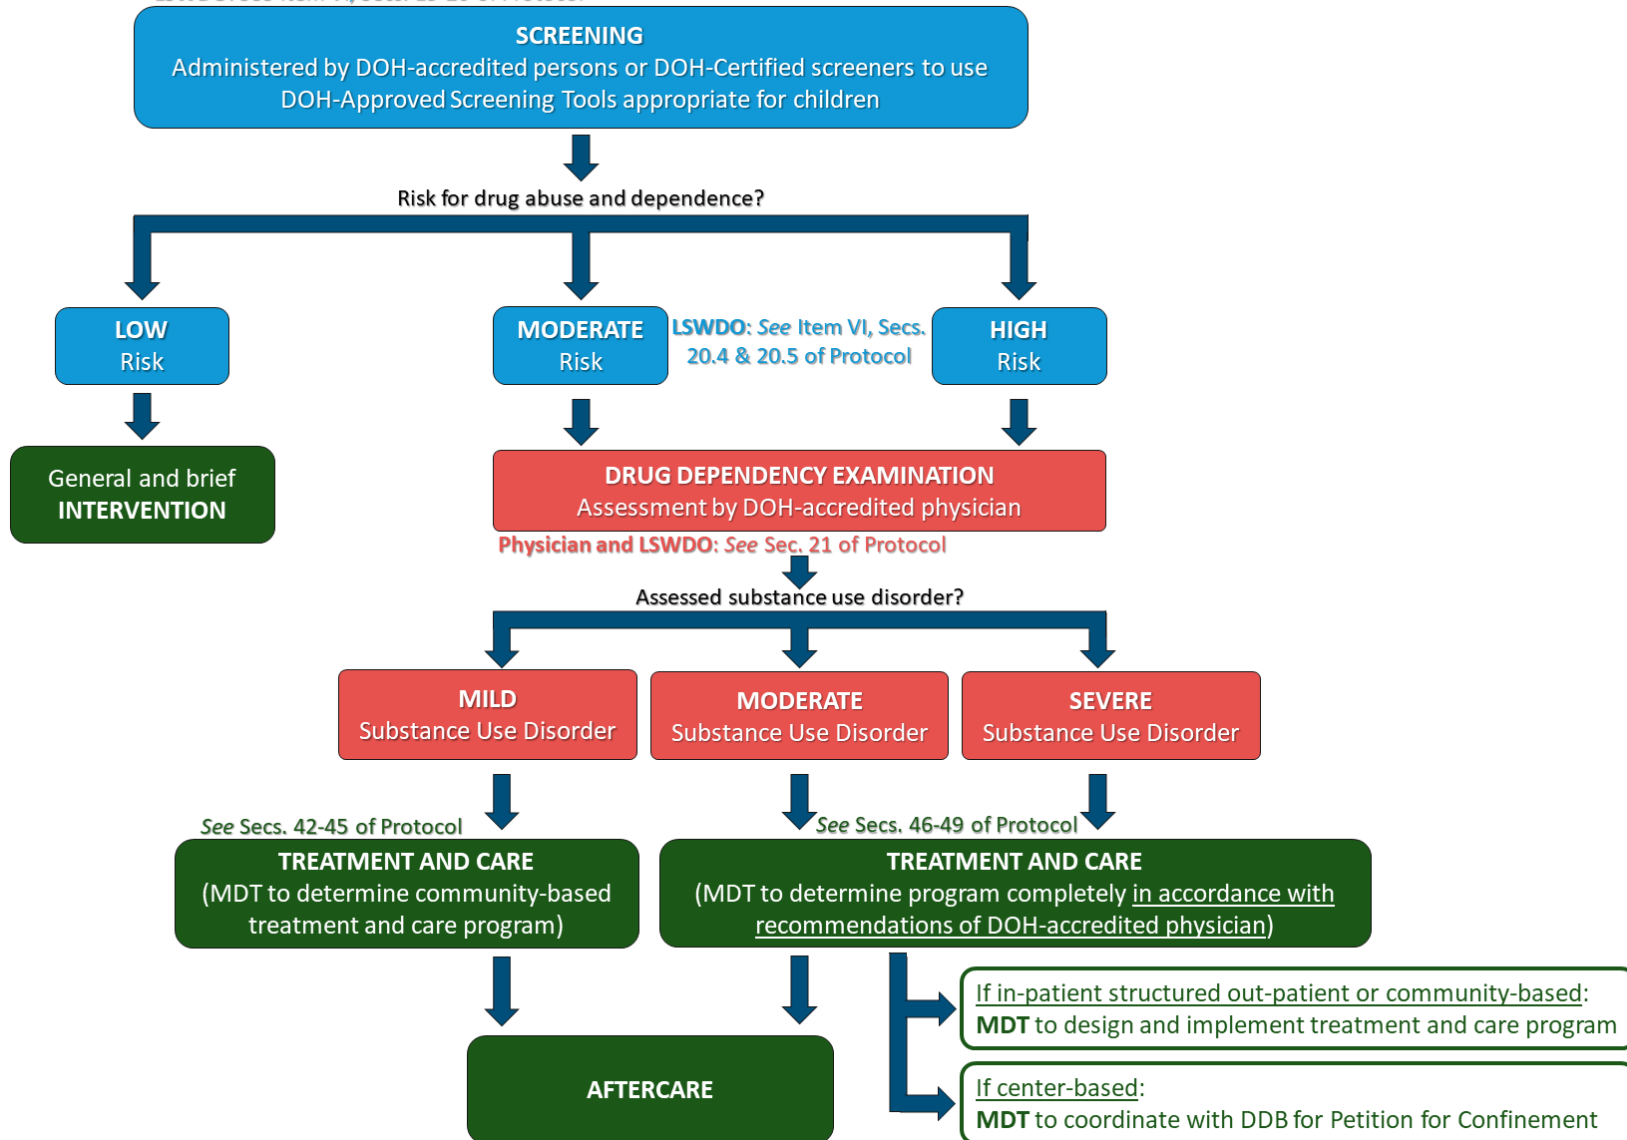 SCREENING
Administered by DOH-accredited persons or DOH-Certified screeners to use
DOH-Approved Screening Tools appropriate for children
Risk for drug abuse and dependence?
LOW
Risk
MODERATE
Risk
LSWDO: See Item VI, Secs.
20.4 & 20.5 of Protocol
HIGH
Risk
General and brief
INTERVENTION
DRUG DEPENDENCY EXAMINATION
Assessment by DOH-accredited physician
Physician and LSWDO: See Sec. 21 of Protocol
Assessed substance use disorder?
MILD
Substance Use Disorder
MODERATE
Substance Use Disorder
SEVERE
Substance Use Disorder
See Secs. 42-45 of Protocol
TREATMENT AND CARE
(MDT to determine community-based
treatment and care program)
See Secs. 46-49 of Protocol
TREATMENT AND CARE
(MDT to determine program completely in accordance with
recommendations of DOH-accredited physician)
If in-patient structured out-patient or community-based:
MDT to design and implement treatment and care program
If center-based:
MDT to coordinate with DDB for Petition for Confinement
AFTERCARE